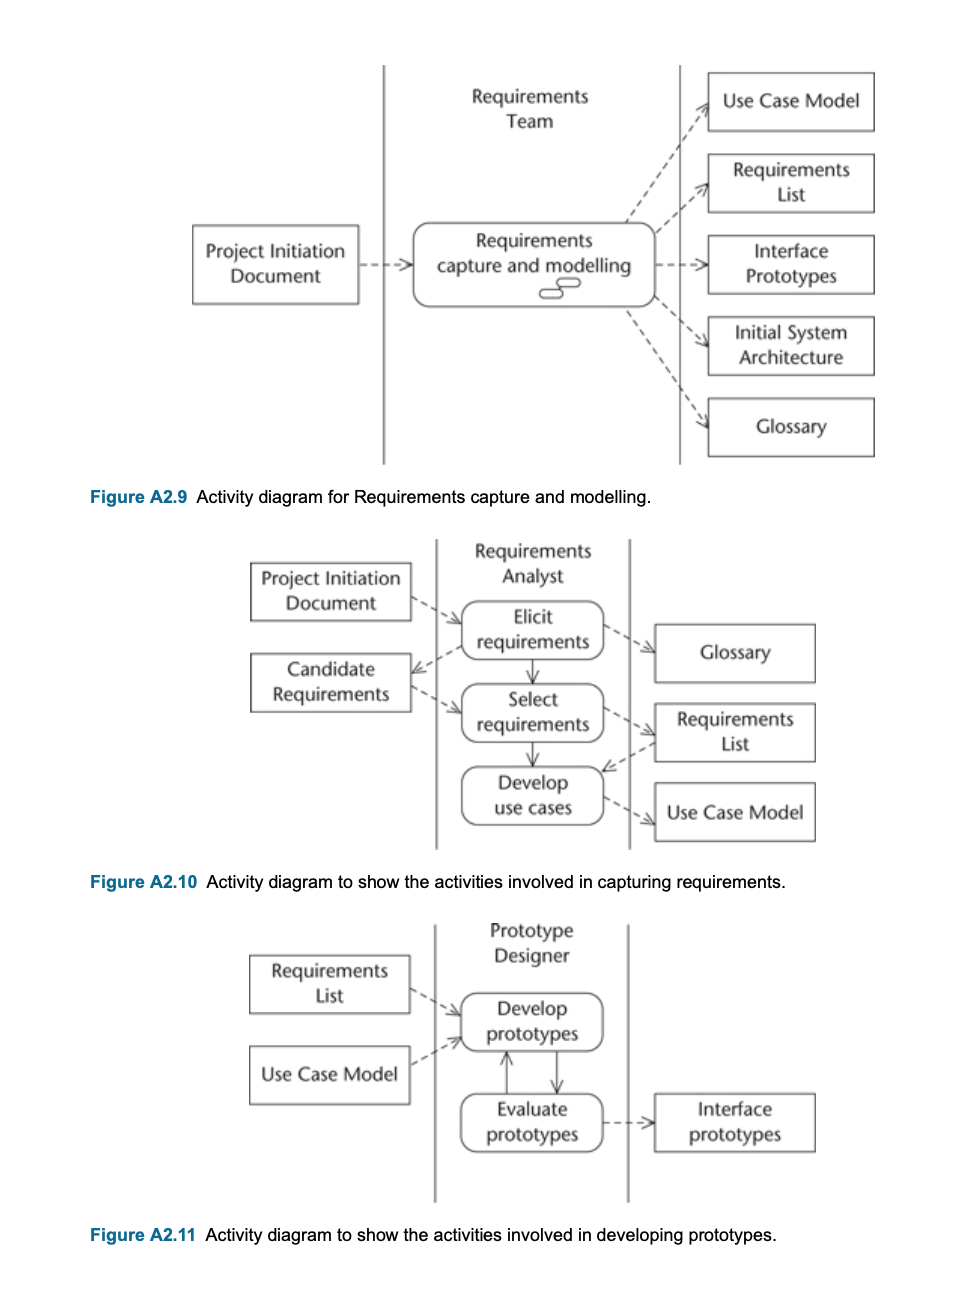 Requirements
Team
Use Case Model
Requirements
List
Project Initiation
Document
Requirements
capture and modelling
Interface
Prototypes
Initial System
Architecture
Glossary
Figure A2.9 Activity diagram for Requirements capture and modelling.
Requirements
Analyst
Project Initiation
Document
Elicit
requirements
Glossary
Candidate
Requirements
Select
requirements
Requirements
List
Develop
use cases
Use Case Model
Figure A2.10 Activity diagram to show the activities involved in capturing requirements.
Prototype
Designer
Requirements
List
Develop
prototypes
Use Case Model
Evaluate
prototypes
Interface
prototypes
Figure A2.11 Activity diagram to show the activities involved in developing prototypes.